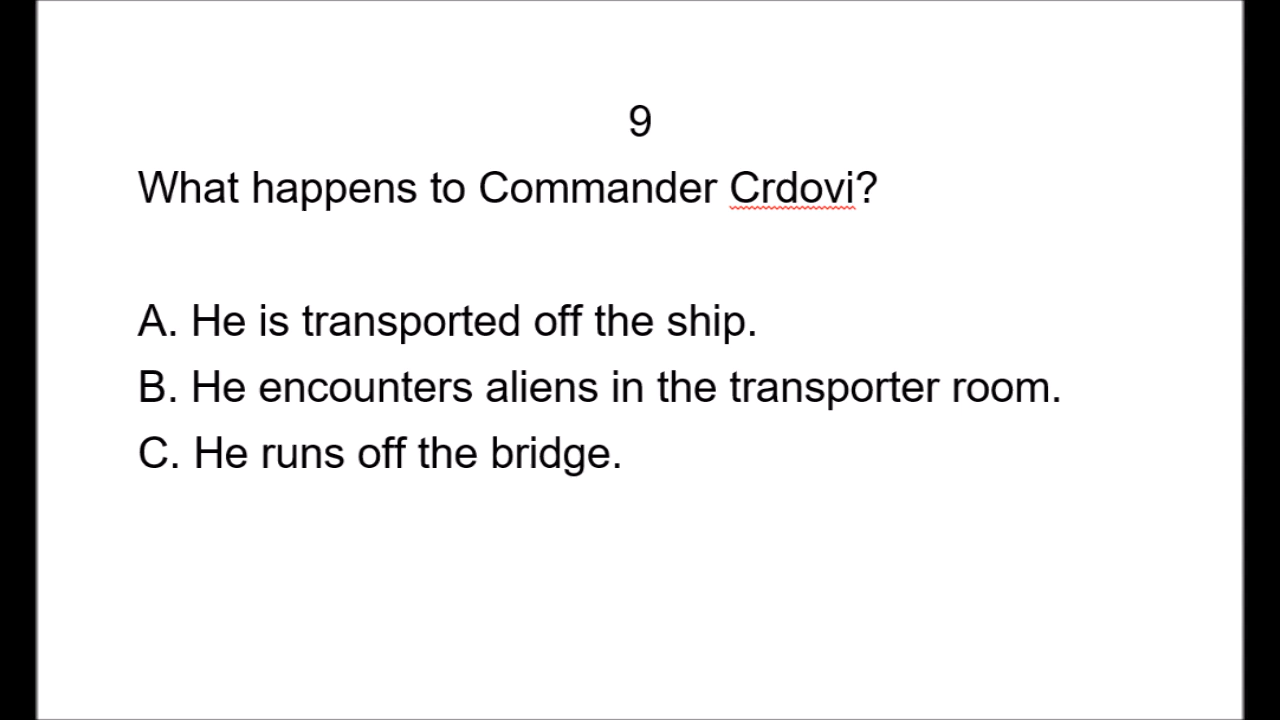 9
What happens to Commander Crdovi?
A. He is transported off the ship.
B. He encounters aliens in the transporter room.
C. He runs off the bridge.